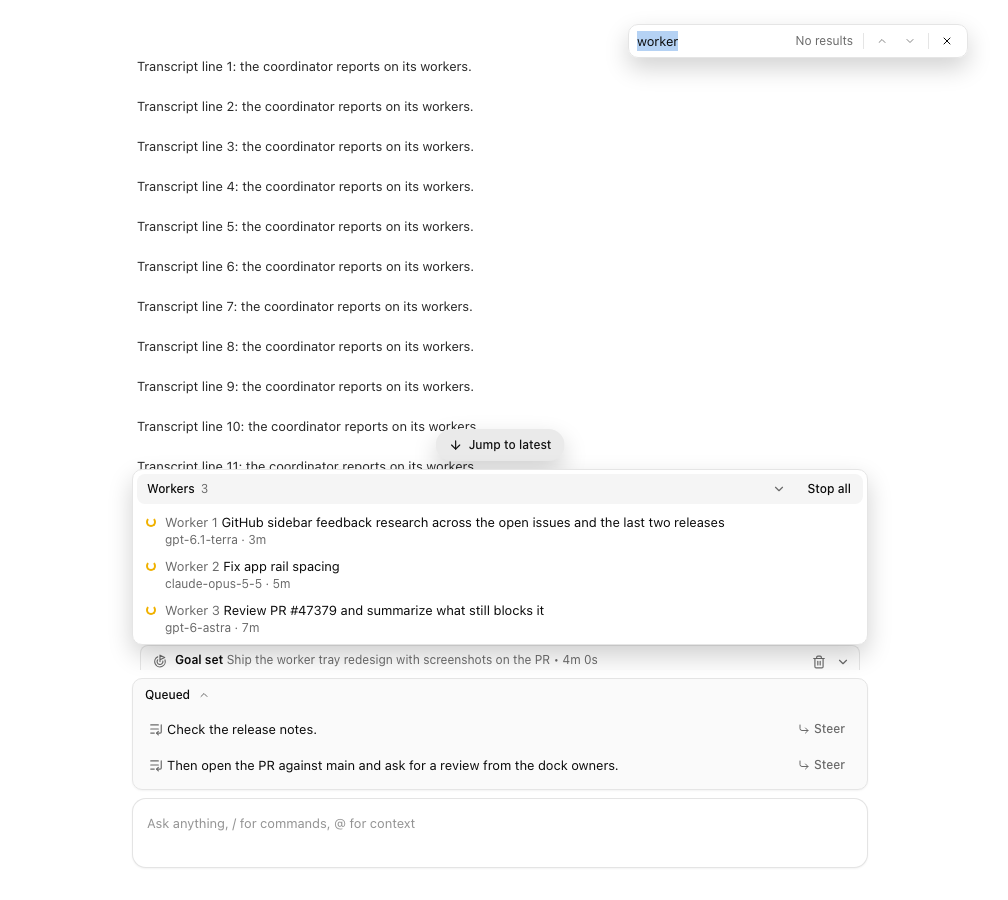 worker No results
Transcript line 1: the coordinator reports on its workers.
Transcript line 2: the coordinator reports on its workers.
Transcript line 3: the coordinator reports on its workers.
Transcript line 4: the coordinator reports on its workers.
Transcript line 5: the coordinator reports on its workers.
Transcript line 6: the coordinator reports on its workers.
Transcript line 7: the coordinator reports on its workers.
Transcript line 8: the coordinator reports on its workers.
Transcript line 9: the coordinator reports on its workers.
Transcript line 10: the coordinator reports on its workers.
Jump to latest
Transcript line 11: the coordinator reports on its workers.
Workers 3 Stop all
Worker 1 GitHub sidebar feedback research across the open issues and the last two releases
gpt-6.1-terra · 3m
Worker 2 Fix app rail spacing
claude-opus-5-5 · 5m
Worker 3 Review PR #47379 and summarize what still blocks it
gpt-6-astra · 7m
Goal set Ship the worker tray redesign with screenshots on the PR • 4m 0s
Queued
Check the release notes. Steer
Then open the PR against main and ask for a review from the dock owners. Steer
Ask anything, / for commands, @ for context